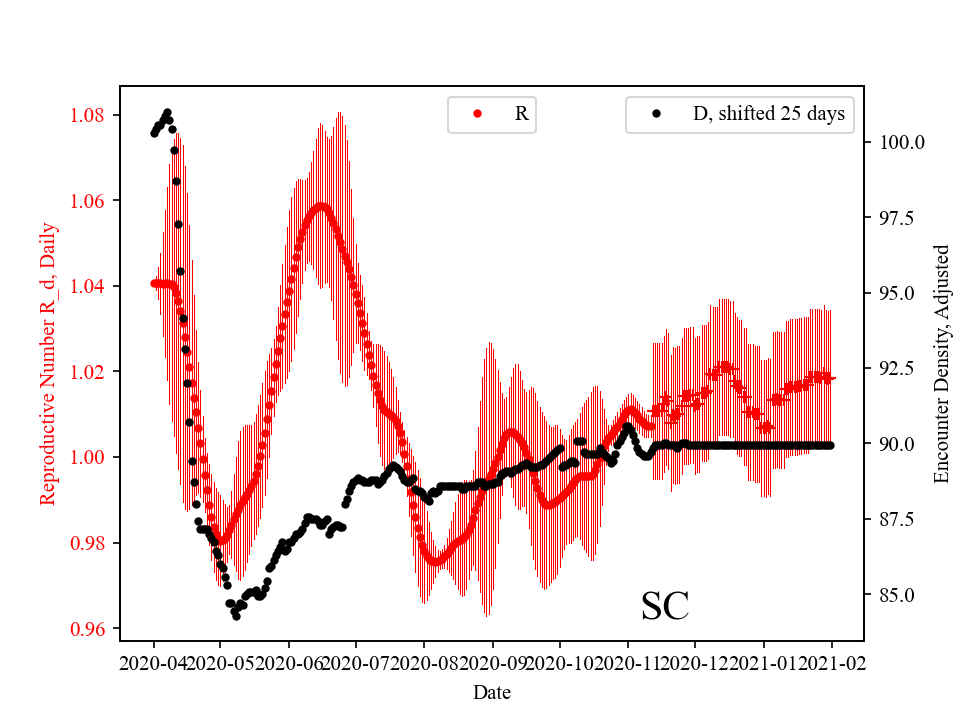 R
D, shifted 25 days
1.08
1.06
1.04
1.02
1.00
0.98
0.96
Reproductive Number R_d, Daily
100.0
97.5
95.0
92.5
90.0
87.5
85.0
Encounter Density, Adjusted
SC
2020-04 2020-05 2020-06 2020-07 2020-08 2020-09 2020-10 2020-11 2020-12 2021-01 2021-02
Date